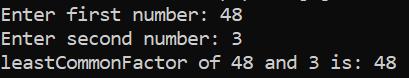 Enter first number: 48
Enter second number: 3
leastCommonFactor of 48 and 3 is: 48